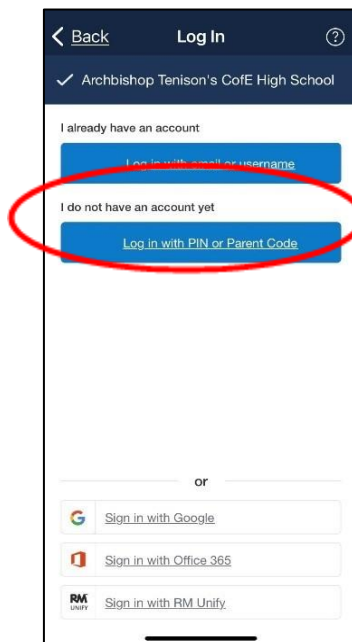 Back
Log In
?
Archbishop Tenison's CofE High School
I already have an account
Log in with email or username
I do not have an account yet
Log in with PIN or Parent Code
or
G
Sign in with Google
Sign in with Office 365
RM
UNIFY
Sign in with RM Unify